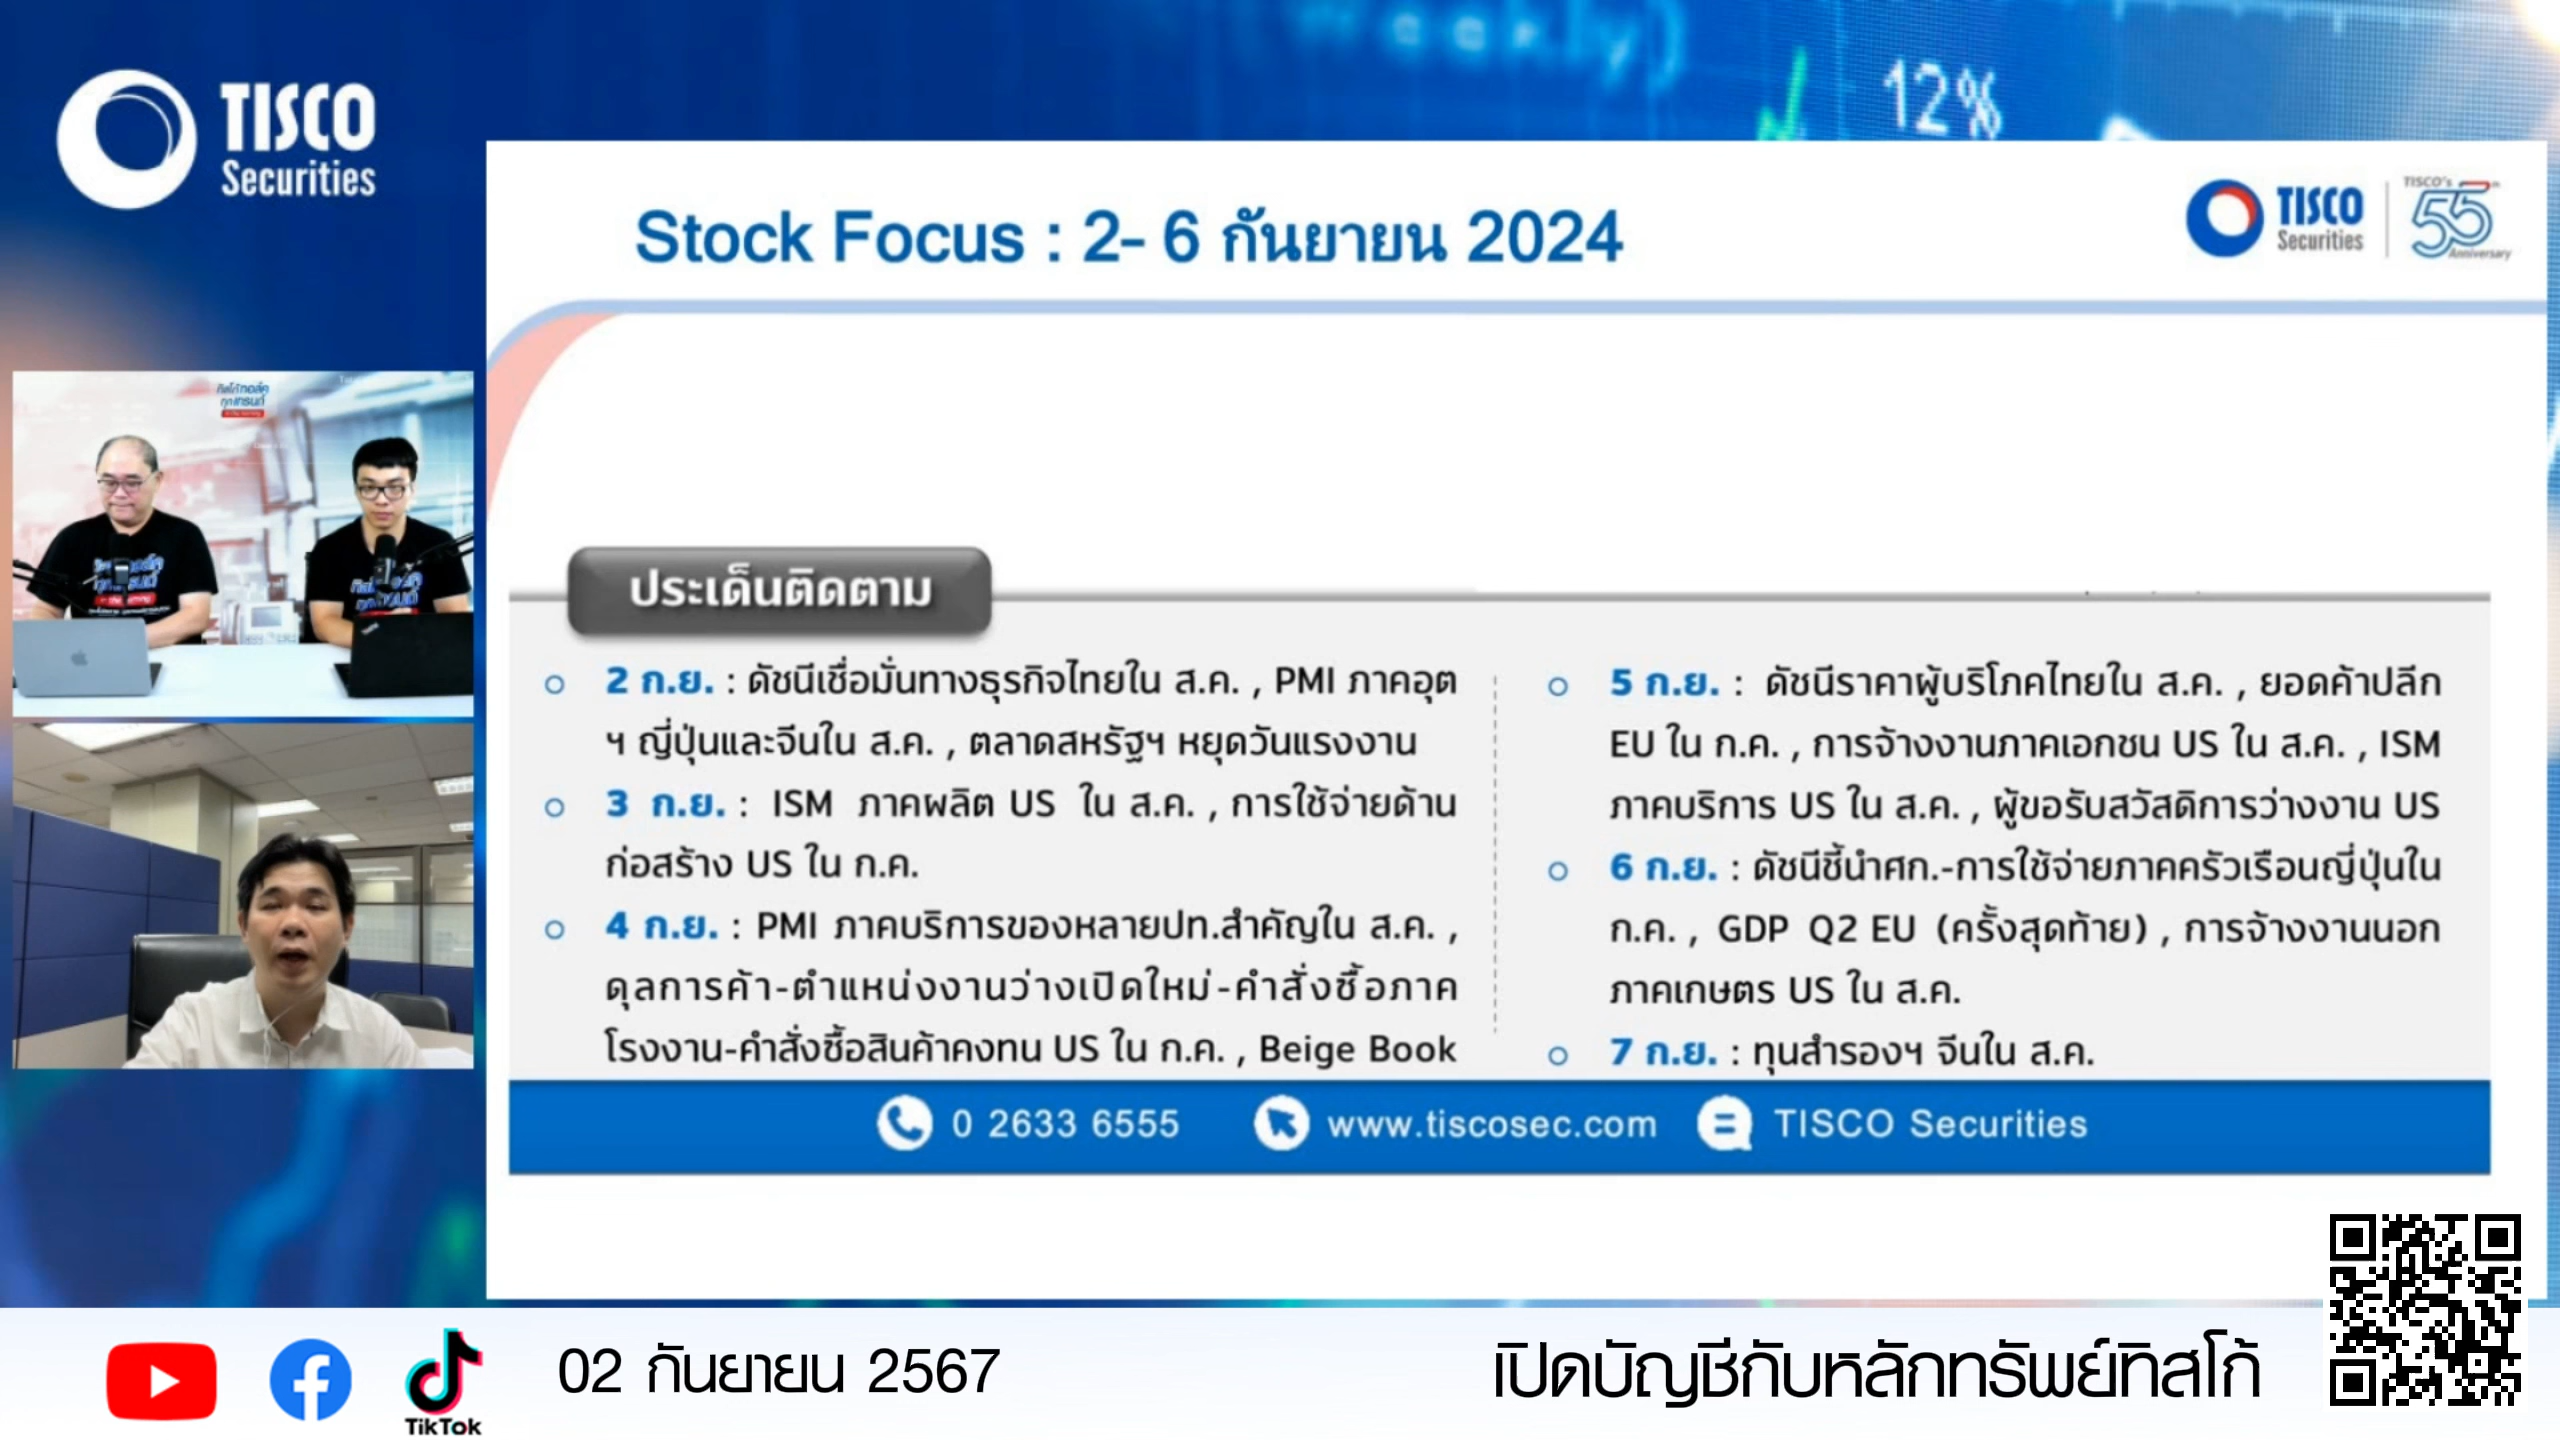 (Weekly)
12%
TISCO
Securities
Stock Focus : 2- 6 กันยายน 2024
TISCO
Securities
TISCO's
55th
Anniversary
ทิสโก้ทอล์ค
ทุกเทรนด์
ประเด็นติดตาม
2 ก.ย. : ดัชนีเชื่อมั่นทางธุรกิจไทยใน ส.ค. , PMI ภาคอุต
ฯ ญี่ปุ่นและจีนใน ส.ค. , ตลาดสหรัฐฯ หยุดวันแรงงาน
3 ก.ย. : ISM ภาคผลิต US ใน ส.ค. , การใช้จ่ายด้าน
ก่อสร้าง US ใน ก.ค.
4 ก.ย. : PMI ภาคบริการของหลายปท.สำคัญใน ส.ค. ,
ดุลการค้า-ตำแหน่งงานว่างเปิดใหม่-คำสั่งซื้อภาค
โรงงาน-คำสั่งซื้อสินค้าคงทน US ใน ก.ค. , Beige Book
5 ก.ย. : ดัชนีราคาผู้บริโภคไทยใน ส.ค. , ยอดค้าปลีก
EU ใน ก.ค. , การจ้างงานภาคเอกชน US ใน ส.ค. , ISM
ภาคบริการ US ใน ส.ค. , ผู้ขอรับสวัสดิการว่างงาน US
6 ก.ย. : ดัชนีชี้นำศก.-การใช้จ่ายภาคครัวเรือนญี่ปุ่นใน
ก.ค. , GDP Q2 EU (ครั้งสุดท้าย) , การจ้างงานนอก
ภาคเกษตร US ใน ส.ค.
7 ก.ย. : ทุนสำรองฯ จีนใน ส.ค.
0 2633 6555 www.tiscosec.com TISCO Securities
TikTok
02 กันยายน 2567
เปิดบัญชีกับหลักทรัพย์ทิสโก้